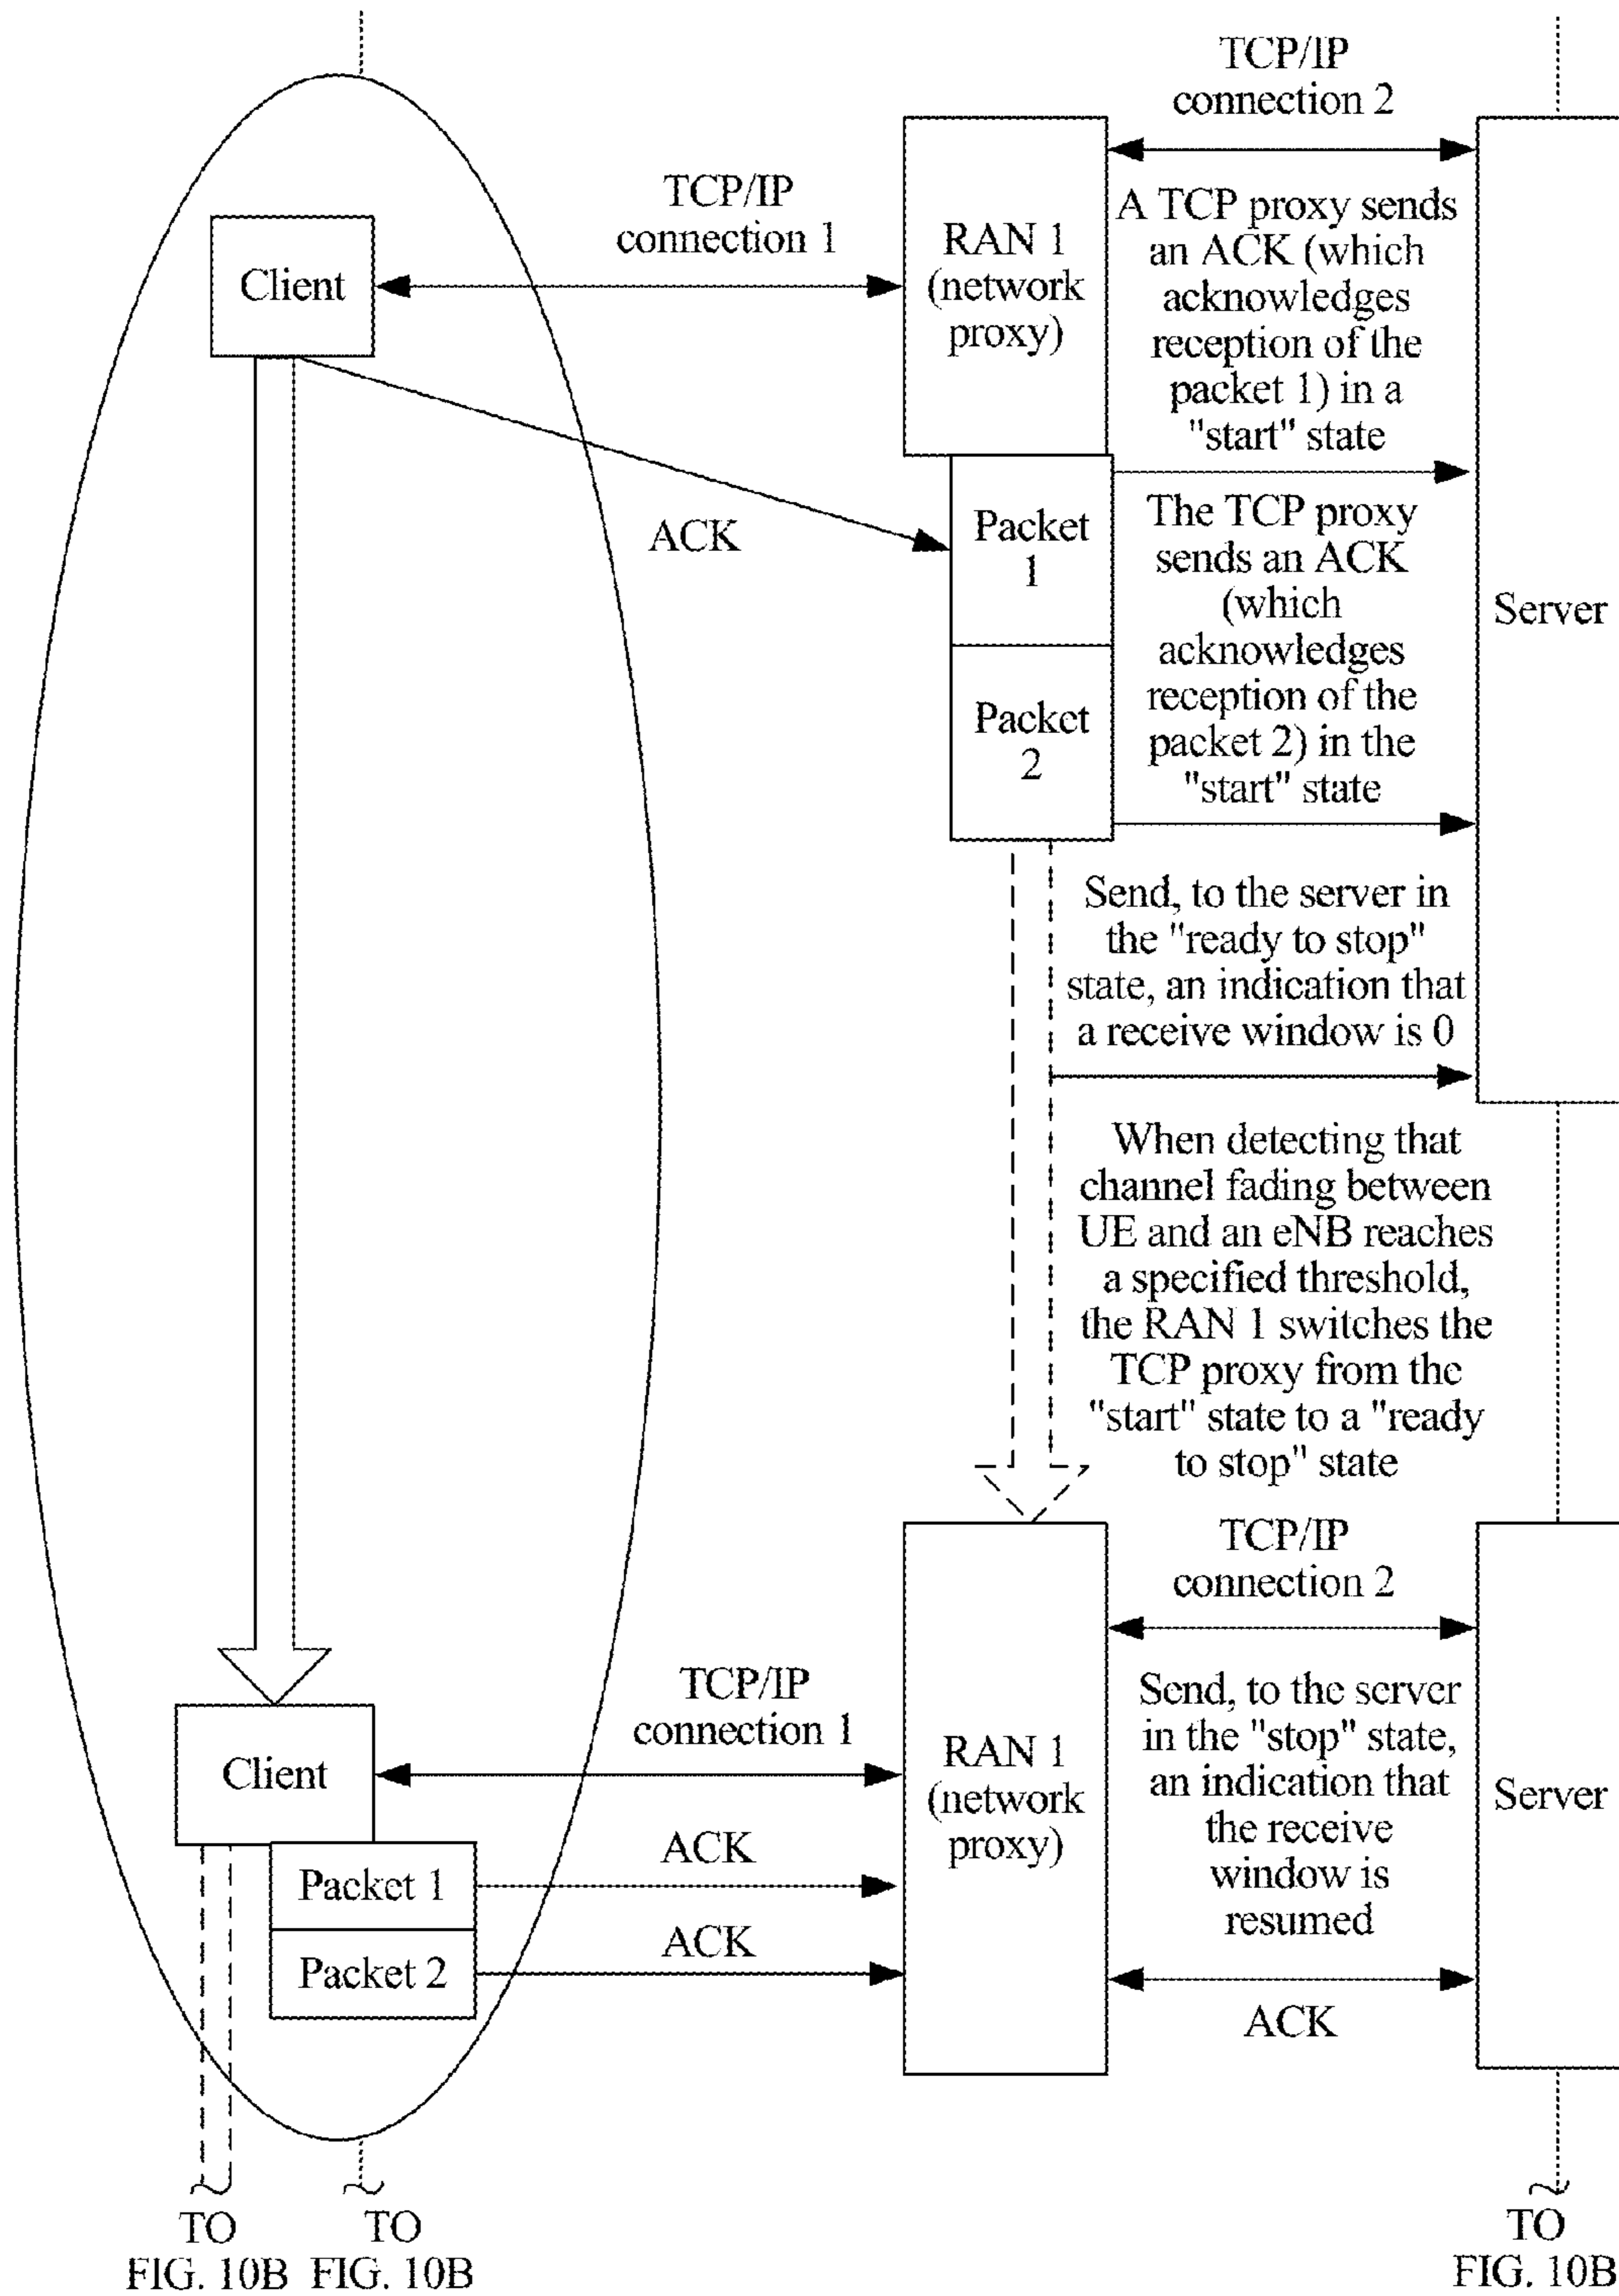 TCP/IP
connection 2
TCP/IP
connection 1
Client
RAN 1
(network
proxy)
A TCP proxy sends
an ACK (which
acknowledges
reception of the
packet 1) in a
"start" state
ACK
Packet
1
The TCP proxy
sends an ACK
(which
acknowledges
reception of the
packet 2) in the
"start" state
Server
Packet
2
Send, to the server in
the "ready to stop"
state, an indication that
a receive window is 0
When detecting that
channel fading between
UE and an eNB reaches
a specified threshold,
the RAN 1 switches the
TCP proxy from the
"start" state to a "ready
to stop" state
TCP/IP
connection 2
TCP/IP
connection 1
Client
RAN 1
(network
proxy)
Send, to the server
in the "stop" state,
an indication that
the receive
window is
resumed
Server
ACK
Packet 1
ACK
Packet 2
ACK
TO
FIG. 10B
TO
FIG. 10B
TO
FIG. 10B